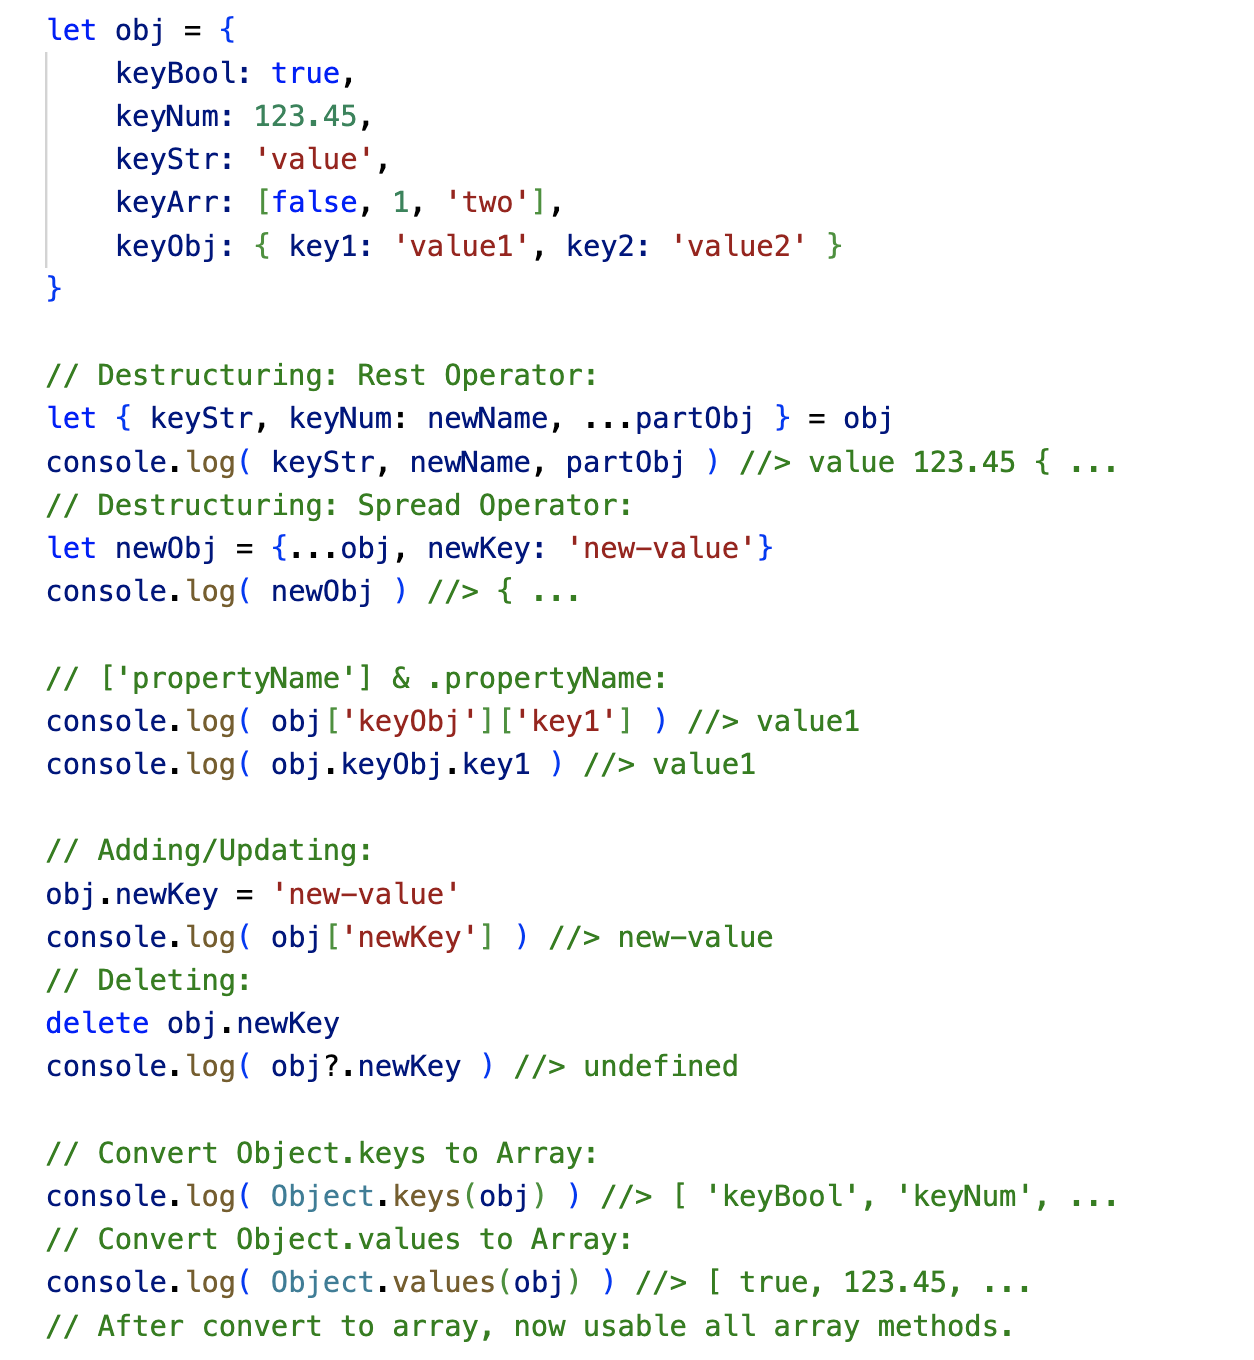 let obj = {
    keyBool: true,
    keyNum: 123.45,
    keyStr: 'value',
    keyArr: [false, 1, 'two'],
    keyObj: { key1: 'value1', key2: 'value2' }
}

// Destructuring: Rest Operator:
let { keyStr, keyNum: newName, ...partObj } = obj
console.log( keyStr, newName, partObj ) //> value 123.45 { ...
// Destructuring: Spread Operator:
let newObj = {...obj, newKey: 'new-value'}
console.log( newObj ) //> { ...

// ['propertyName'] & .propertyName:
console.log( obj['keyObj']['key1'] ) //> value1
console.log( obj.keyObj.key1 ) //> value1

// Adding/Updating:
obj.newKey = 'new-value'
console.log( obj['newKey'] ) //> new-value
// Deleting:
delete obj.newKey
console.log( obj?.newKey ) //> undefined

// Convert Object.keys to Array:
console.log( Object.keys(obj) ) //> [ 'keyBool', 'keyNum', ...
// Convert Object.values to Array:
console.log( Object.values(obj) ) //> [ true, 123.45, ...
// After convert to array, now usable all array methods.